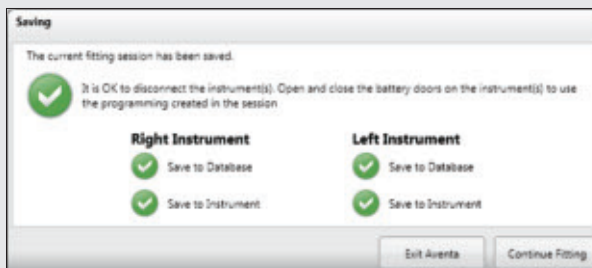 Saving
The current fitting session has been saved.
It is OK to disconnect the instrument(s). Open and close the battery doors on the instrument(s) to use
the programming created in the session
Right Instrument Left Instrument
Save to Database Save to Database
Save to Instrument Save to Instrument
Exit Aventa Continue Fitting